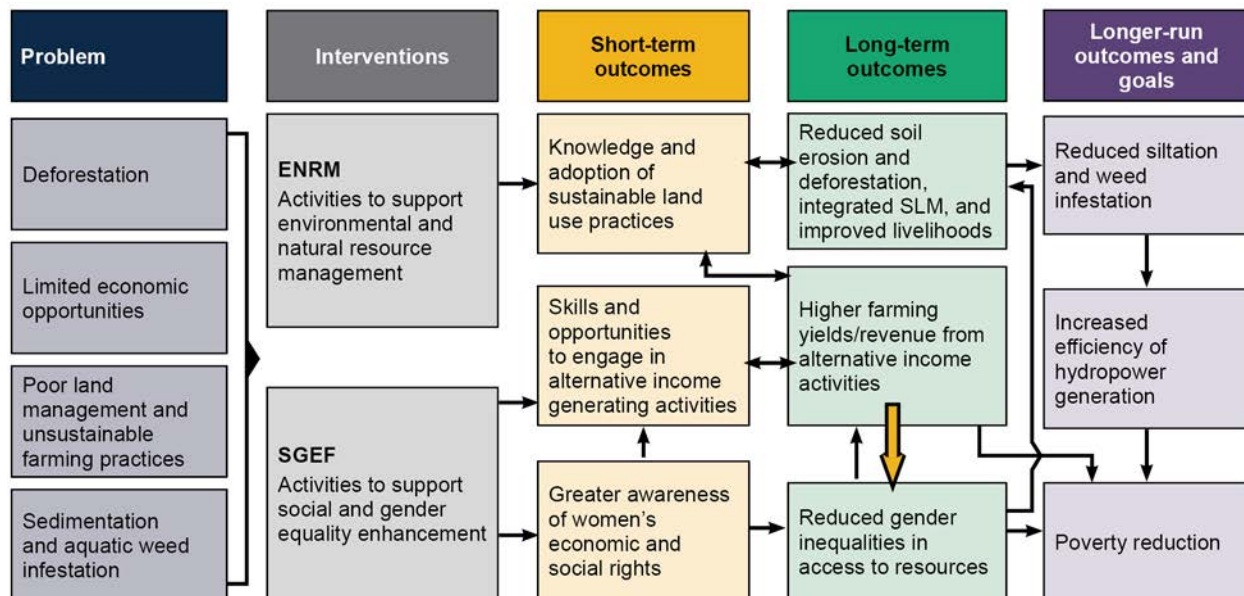 Problem
Interventions
Short-term
outcomes
Long-term
outcomes
Longer-run
outcomes and
goals
Deforestation
Limited economic
opportunities
Poor land
management and
unsustainable
farming practices
Sedimentation
and aquatic weed
infestation
ENRM
Activities to support
environmental and
natural resource
management
SGEF
Activities to support
social and gender
equality enhancement
Knowledge and
adoption of
sustainable land
use practices
Skills and
opportunities
to engage in
alternative income
generating activities
Greater awareness
of women’s
economic and
social rights
Reduced soil
erosion and
deforestation,
integrated SLM, and
improved livelihoods
Higher farming
yields/revenue from
alternative income
activities
Reduced gender
inequalities in
access to resources
Reduced siltation
and weed
infestation
Increased
efficiency of
hydropower
generation
Poverty reduction